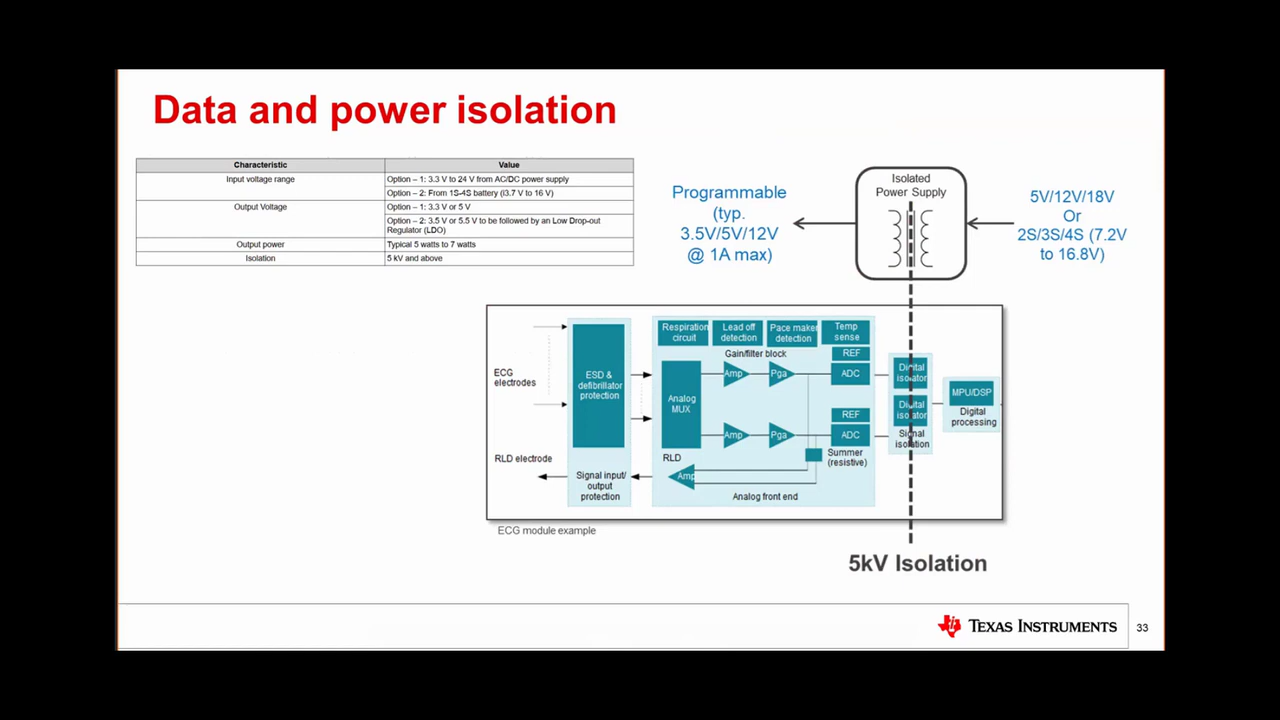 Data and power isolation
Characteristic Value
Input voltage range Option – 1: 3.3 V to 24 V from AC/DC power supply
Option – 2: From 1S-4S battery (i3.7 V to 16 V)
Output Voltage Option – 1: 3.3 V or 5 V
Option – 2: 3.5 V or 5.5 V to be followed by an Low Drop-out
Regulator (LDO)
Output power Typical 5 watts to 7 watts
Isolation 5 kV and above
Programmable
(typ.
3.5V/5V/12V
@ 1A max)
Isolated
Power Supply
5V/12V/18V
Or
2S/3S/4S (7.2V
to 16.8V)
ECG
electrodes
RLD electrode
ESD &
defibrillator
protection
Signal input/
output
protection
Respiration
circuit
Lead off
detection
Pace maker
detection
Temp
sense
Gain/filter block
REF
Analog
MUX
Amp
Pga
ADC
REF
Amp
Pga
ADC
RLD
Amp
Summer
(resistive)
Analog front end
Digital
isolator
Digital
isolator
Signal
isolation
MPU/DSP
Digital
processing
ECG module example
5kV Isolation
TEXAS INSTRUMENTS
33